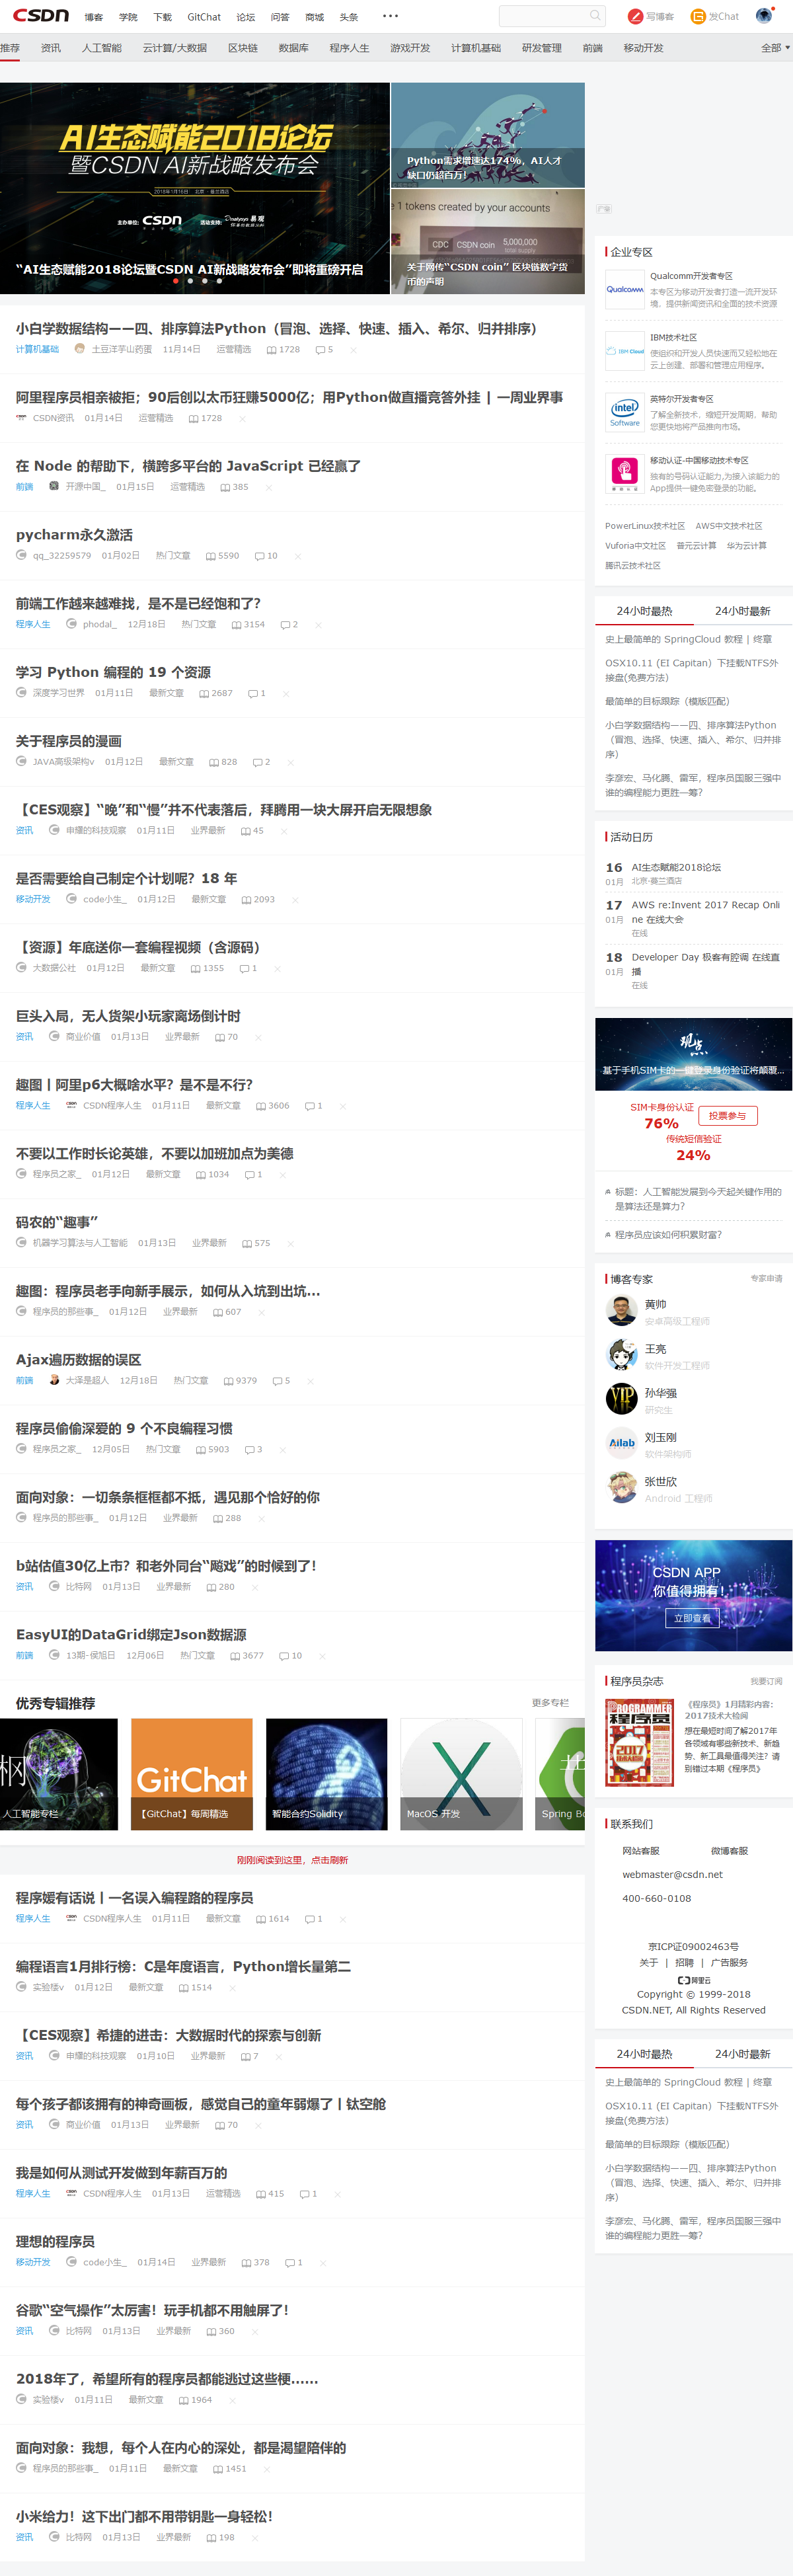 CSDN 博客 学院 下载 GitChat 论坛 问答 商城 头条 ••• 写博客 发Chat
推荐 资讯 人工智能 云计算/大数据 区块链 数据库 程序人生 游戏开发 计算机基础 研发管理 前端 移动开发 全部
AI生态赋能2018论坛
暨CSDN AI新战略发布会
2018年1月16日 北京·
主办单位: CSDN 活动支持: analysys 易观
“AI生态赋能2018论坛暨CSDN AI新战略发布会”即将重磅开启
Python需求增速达174%，AI人才
缺口仍超百万！
1 tokens created by your accounts
CDC CSDN coin 5,000,000
关于网传“CSDN coin” 区块链数字货
币的声明
小白学数据结构——四、排序算法Python（冒泡、选择、快速、插入、希尔、归并排序）
计算机基础 土豆洋芋山药蛋 11月14日 运营精选 1728 5
阿里程序员相亲被拒；90后创以太币狂赚5000亿；用Python做直播竞答外挂 | 一周业界事
CSDN资讯 01月14日 运营精选 1728
在 Node 的帮助下，横跨多平台的 JavaScript 已经赢了
前端 开源中国_ 01月15日 运营精选 385
pycharm永久激活
qq_32259579 01月02日 热门文章 5590 10
前端工作越来越难找，是不是已经饱和了？
程序人生 phodal_ 12月18日 热门文章 3154 2
学习 Python 编程的 19 个资源
深度学习世界 01月11日 最新文章 2687 1
关于程序员的漫画
JAVA高级架构v 01月12日 最新文章 828 2
【CES观察】“晚”和“慢”并不代表落后，拜腾用一块大屏开启无限想象
资讯 申耀的科技观察 01月11日 业界最新 45
是否需要给自己制定个计划呢？18 年
移动开发 code小生_ 01月12日 最新文章 2093
【资源】年底送你一套编程视频（含源码）
大数据公社 01月12日 最新文章 1355 1
巨头入局，无人货架小玩家离场倒计时
资讯 商业价值 01月13日 业界最新 70
趣图丨阿里p6大概啥水平？是不是不行？
程序人生 CSDN程序人生 01月11日 最新文章 3606 1
不要以工作时长论英雄，不要以加班加点为美德
程序员之家_ 01月12日 最新文章 1034 1
码农的“趣事”
机器学习算法与人工智能 01月13日 业界最新 575
趣图：程序员老手向新手展示，如何从入坑到出坑...
程序员的那些事_ 01月12日 业界最新 607
Ajax遍历数据的误区
前端 大泽是超人 12月18日 热门文章 9379 5
程序员偷偷深爱的 9 个不良编程习惯
程序员之家_ 12月05日 热门文章 5903 3
面向对象：一切条条框框都不抵，遇见那个恰好的你
程序员的那些事_ 01月12日 业界最新 288
b站估值30亿上市？和老外同台“飚戏”的时候到了！
资讯 比特网 01月13日 业界最新 280
EasyUI的DataGrid绑定Json数据源
前端 13期-侯旭日 12月06日 热门文章 3677 10
优秀专辑推荐 更多专栏
人工智能专栏
GitChat
【GitChat】每周精选
智能合约Solidity
MacOS 开发
Spring Bo
刚刚阅读到这里，点击刷新
程序媛有话说丨一名误入编程路的程序员
程序人生 CSDN程序人生 01月11日 最新文章 1614 1
编程语言1月排行榜：C是年度语言，Python增长量第二
实验楼v 01月12日 最新文章 1514
【CES观察】希捷的进击：大数据时代的探索与创新
资讯 申耀的科技观察 01月10日 业界最新 7
每个孩子都该拥有的神奇画板，感觉自己的童年弱爆了丨钛空舱
资讯 商业价值 01月13日 业界最新 70
我是如何从测试开发做到年薪百万的
程序人生 CSDN程序人生 01月13日 运营精选 415 1
理想的程序员
移动开发 code小生_ 01月14日 业界最新 378 1
谷歌“空气操作”太厉害！玩手机都不用触屏了！
资讯 比特网 01月13日 业界最新 360
2018年了，希望所有的程序员都能逃过这些梗……
实验楼v 01月11日 最新文章 1964
面向对象：我想，每个人在内心的深处，都是渴望陪伴的
程序员的那些事_ 01月11日 最新文章 1451
小米给力！这下出门都不用带钥匙一身轻松！
资讯 比特网 01月13日 业界最新 198
企业专区
Qualcomm
Qualcomm开发者专区
本专区为移动开发者打造一流开发环
境、提供新闻资讯和全面的技术资源
IBM Cloud
IBM技术社区
使组织和开发人员快速而又轻松地在
云上创建、部署和管理应用程序。
intel Software
英特尔开发者专区
了解全新技术、缩短开发周期、帮助
您更快地将产品推向市场。
移动认证-中国移动技术专区
独有的号码认证能力,为接入该能力的
App提供一键免密登录的功能。
PowerLinux技术社区 AWS中文技术社区
Vuforia中文社区 普元云计算 华为云计算
腾讯云技术社区
24小时最热 24小时最新
史上最简单的 SpringCloud 教程 | 终章
OSX10.11 (EI Capitan）下挂载NTFS外
接盘(免费方法）
最简单的目标跟踪（模版匹配）
小白学数据结构——四、排序算法Python
（冒泡、选择、快速、插入、希尔、归并排
序）
李彦宏、马化腾、雷军，程序员国服三强中
谁的编程能力更胜一筹？
活动日历
16 AI生态赋能2018论坛
01月 北京·粤兰酒店
17 AWS re:Invent 2017 Recap Onli
01月 ne 在线大会
在线
18 Developer Day 极客有腔调 在线直
01月 播
在线
观点
基于手机SIM卡的一键登录身份验证将颠覆...
SIM卡身份认证
76%
投票参与
传统短信验证
24%
标题：人工智能发展到今天起关键作用的
是算法还是算力？
程序员应该如何积累财富？
博客专家 专家申请
黄帅
安卓高级工程师
王亮
软件开发工程师
VIP
孙华强
研究生
Ailab
刘玉刚
软件架构师
张世欣
Android 工程师
CSDN APP
你值得拥有！
立即查看
程序员杂志 我要订阅
PROGRAMMER
程序员
2017
《程序员》1月精彩内容：
2017技术大检阅
想在最短时间了解2017年
各领域有哪些新技术、新趋
势、新工具最值得关注？请
别错过本期《程序员》
联系我们
网站客服 微博客服
webmaster@csdn.net
400-660-0108
京ICP证09002463号
关于 | 招聘 | 广告服务
阿里云
Copyright © 1999-2018
CSDN.NET, All Rights Reserved
24小时最热 24小时最新
史上最简单的 SpringCloud 教程 | 终章
OSX10.11 (EI Capitan）下挂载NTFS外
接盘(免费方法）
最简单的目标跟踪（模版匹配）
小白学数据结构——四、排序算法Python
（冒泡、选择、快速、插入、希尔、归并排
序）
李彦宏、马化腾、雷军，程序员国服三强中
谁的编程能力更胜一筹？